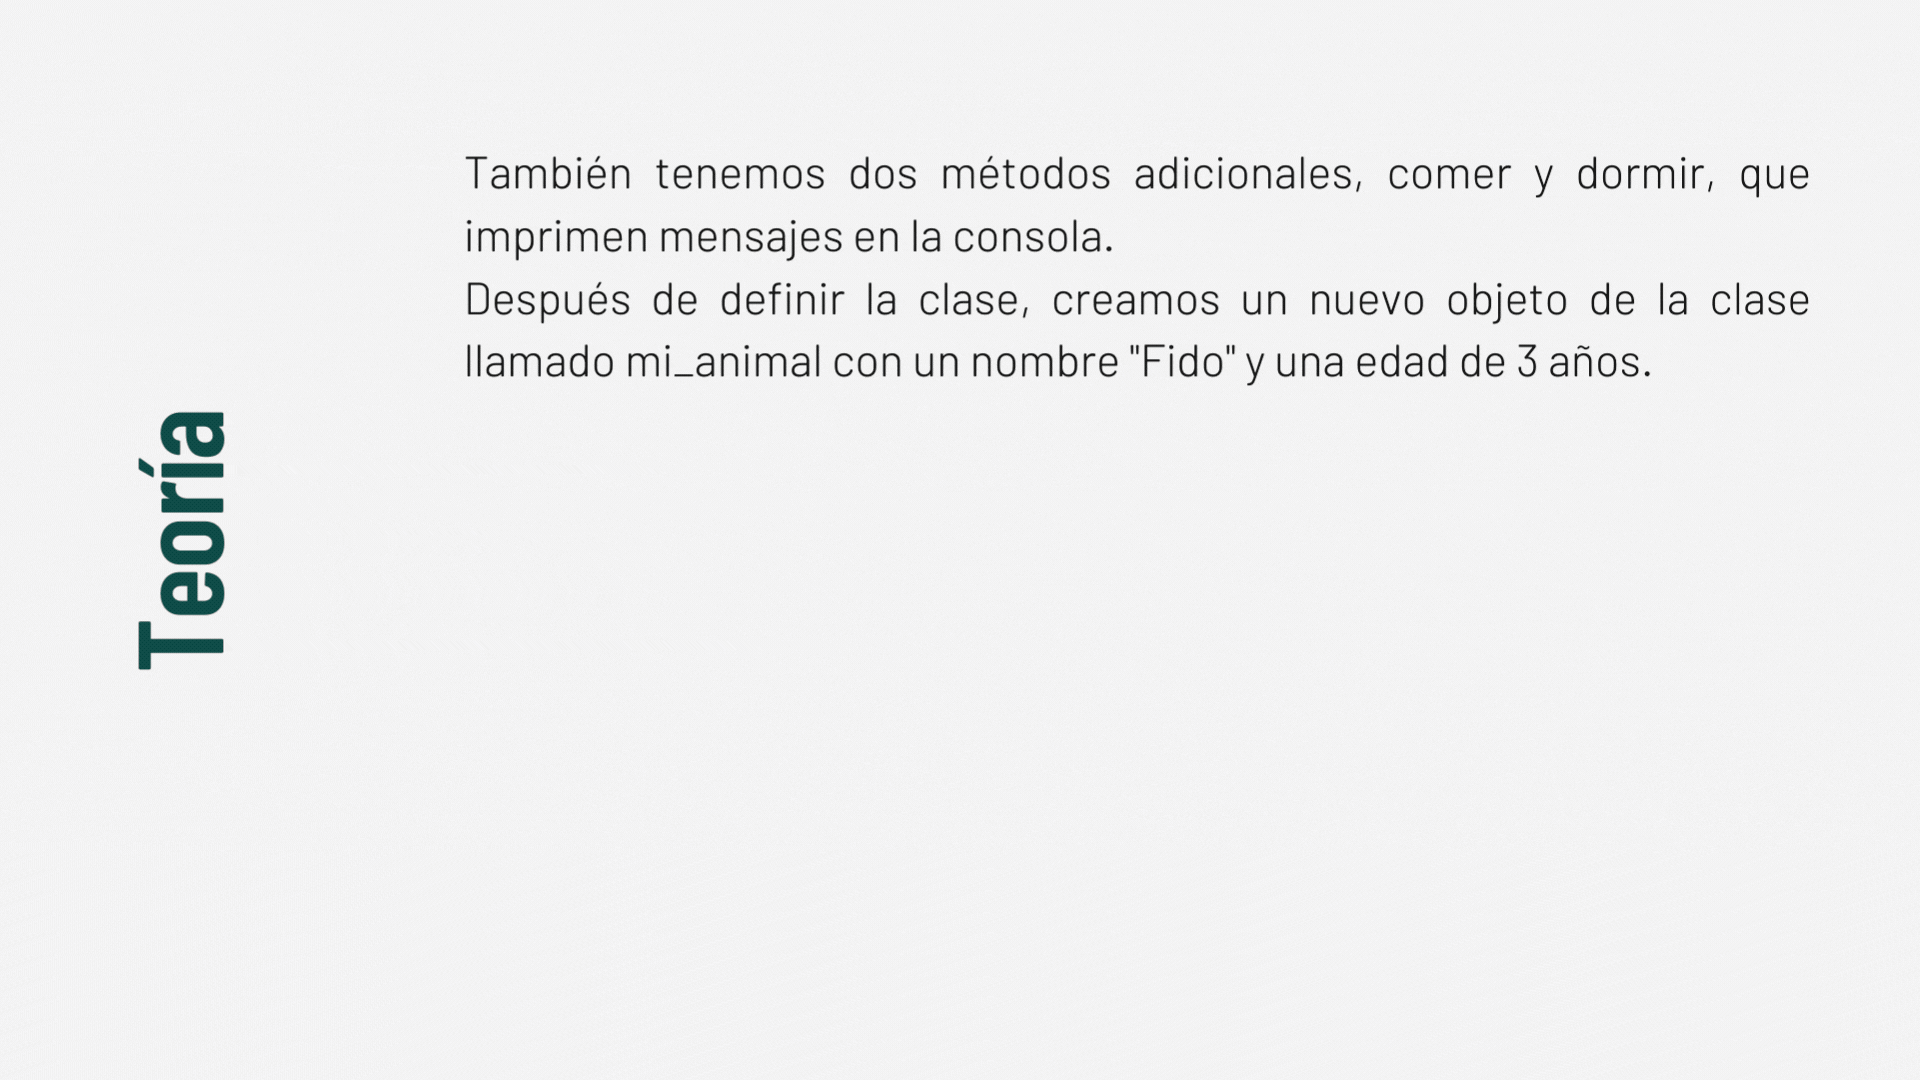 También tenemos dos métodos adicionales, comer y dormir, que
imprimen mensajes en la consola.
Después de definir la clase, creamos un nuevo objeto de la clase
llamado mi_animal con un nombre "Fido" y una edad de 3 años.
Teoría